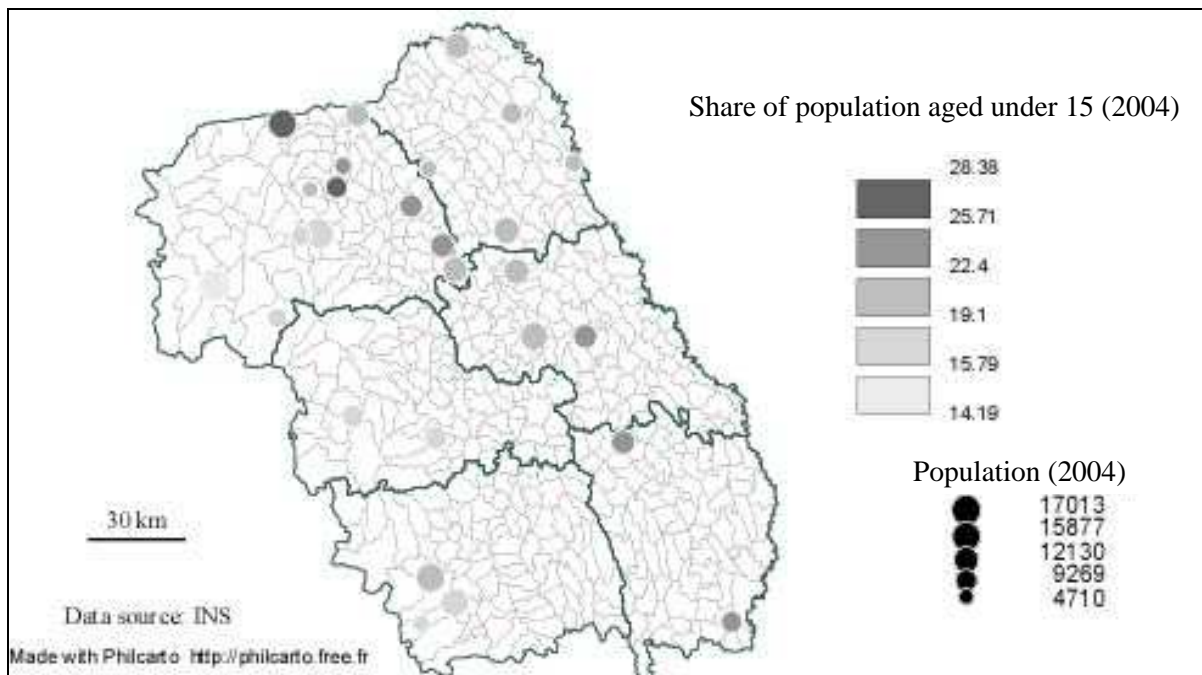 Share of population aged under 15 (2004)
28.38
25.71
22.4
19.1
15.79
14.19
Population (2004)
17013
15877
12130
9269
4710
30 km
Data source: INS
Made with Philcarto http://philcarto.free.fr